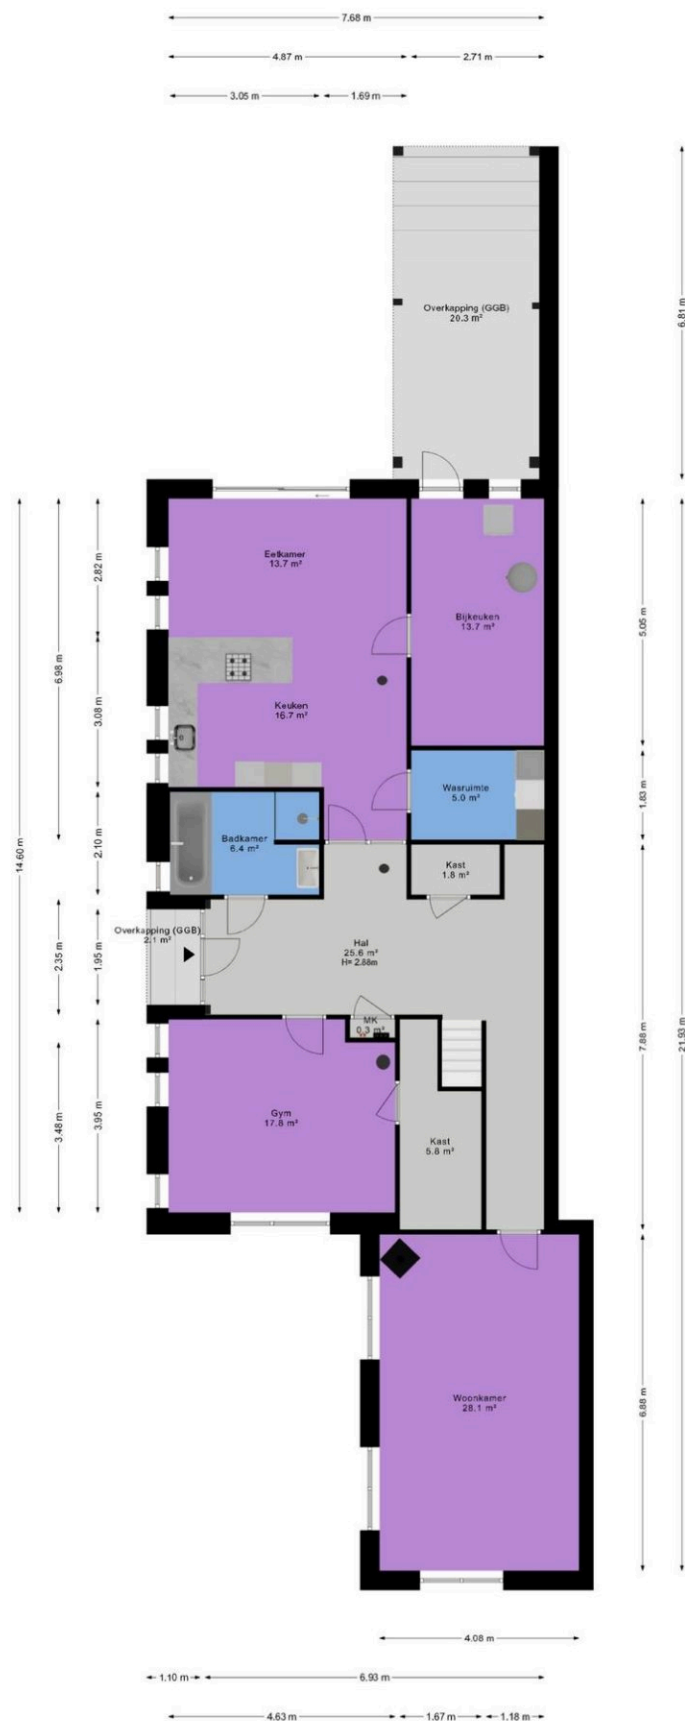 7.68 m
4.87 m
2.71 m
3.05 m
1.69 m
6.81 m
Overkapping (GGB)
20.3 m²
Eetkamer
13.7 m²
Bijkeuken
13.7 m²
2.82 m
5.05 m
6.98 m
3.08 m
Keuken
16.7 m²
Wasruimte
5.0 m²
1.83 m
Badkamer
6.4 m²
2.10 m
14.60 m
Kast
1.8 m²
Overkapping (GGB)
2.1 m²
Hal
25.6 m²
H= 2.88m
2.35 m
1.95 m
MK
0.3 m²
7.88 m
21.93 m
Gym
17.8 m²
3.48 m
3.95 m
Kast
5.8 m²
Woonkamer
28.1 m²
6.88 m
4.08 m
1.10 m
6.93 m
4.63 m
1.67 m
1.18 m